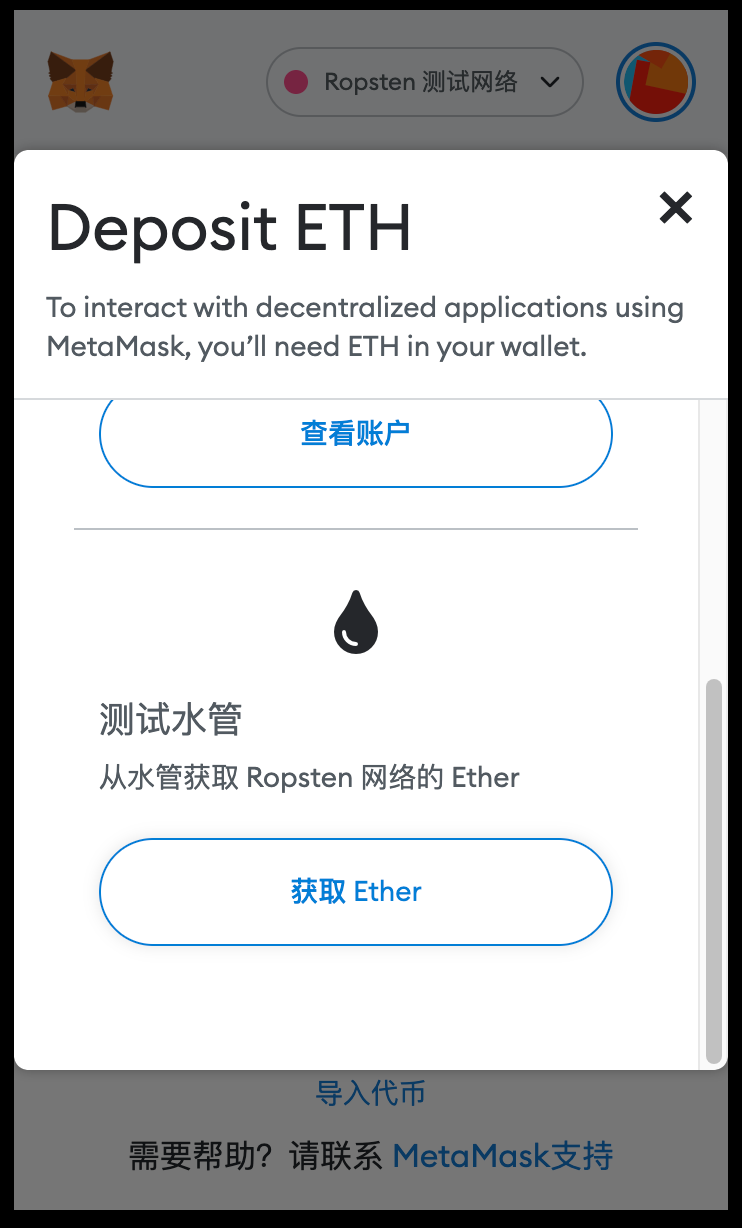 Ropsten 测试网络
Deposit ETH
To interact with decentralized applications using
MetaMask, you’ll need ETH in your wallet.
查看账户
测试水管
从水管获取 Ropsten 网络的 Ether
获取 Ether
导入代币
需要帮助？请联系 MetaMask支持